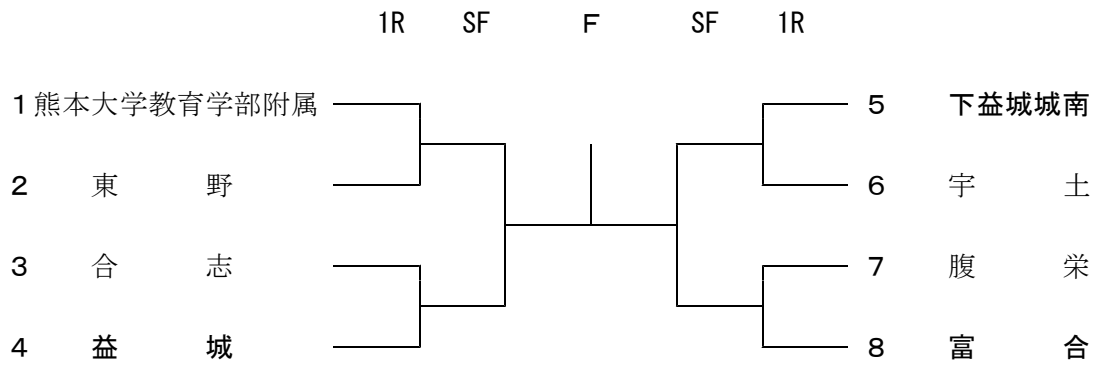 1R SF F SF 1R
1 熊本大学教育学部附属 5 下益城城南
2 東野 6 宇土
3 合志 7 腹栄
4 益城 8 富合